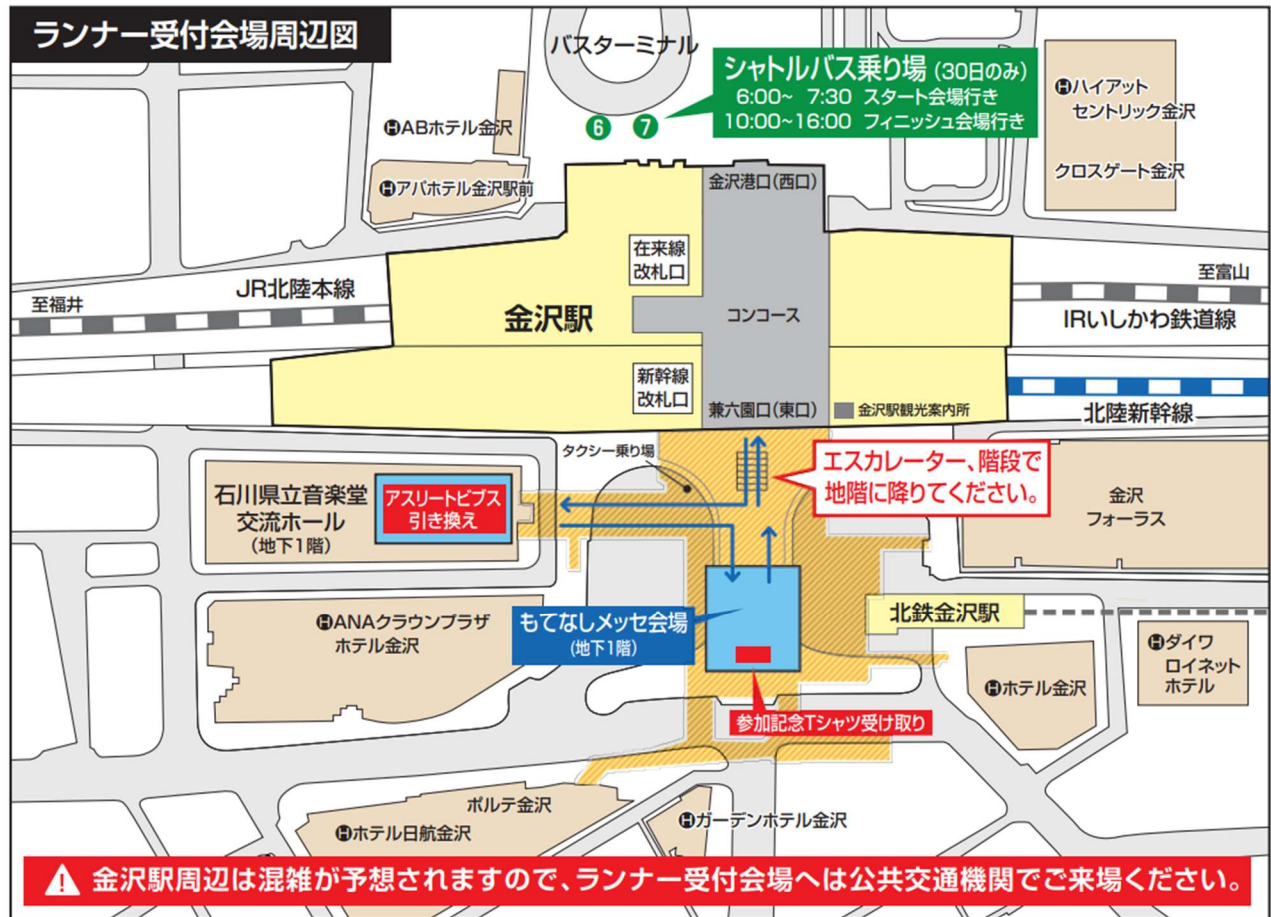 ランナー受付会場周辺図
バスターミナル
シャトルバス乗り場(30日のみ)
6:00~ 7:30 スタート会場行き
10:00~16:00 フィニッシュ会場行き
❻ ❼
Ⓗハイアット
セントリック金沢
クロスゲート金沢
ⒽABホテル金沢
Ⓗアパホテル金沢駅前
金沢港口(西口)
在来線
改札口
至福井
JR北陸本線
金沢駅
コンコース
至富山
IRいしかわ鉄道線
新幹線
改札口
兼六園口(東口)
金沢駅観光案内所
北陸新幹線
タクシー乗り場
エスカレーター、階段で
地階に降りてください。
石川県立音楽堂
交流ホール
(地下1階)
アスリートビブス
引き換え
金沢
フォーラス
ⒽANAクラウンプラザ
ホテル金沢
もてなしメッセ会場
(地下1階)
北鉄金沢駅
Ⓗダイワ
ロイネット
ホテル
Ⓗホテル金沢
参加記念Tシャツ受け取り
ポルテ金沢
Ⓗホテル日航金沢
Ⓗガーデンホテル金沢
金沢駅周辺は混雑が予想されますので、ランナー受付会場へは公共交通機関でご来場ください。